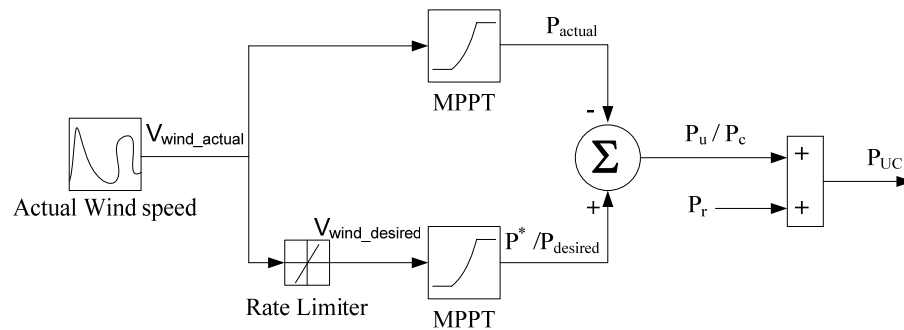 P_actual
MPPT
-
V_wind_actual
Σ
P_u / P_c
+
P_UC
Actual Wind speed
+
P_r
+
V_wind_desired
P* /P_desired
Rate Limiter
MPPT